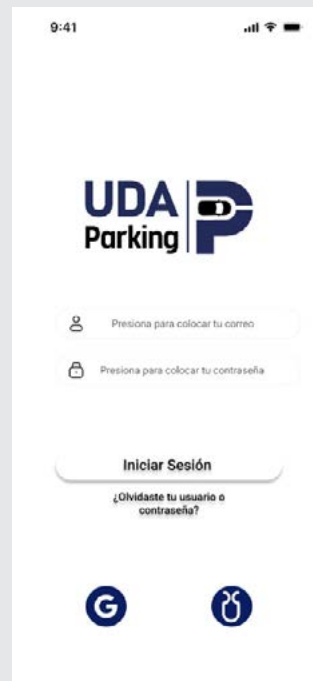 9:41
UDA
Parking
Presiona para colocar tu correo
Presiona para colocar tu contraseña
Iniciar Sesión
¿Olvidaste tu usuario o
contraseña?
G